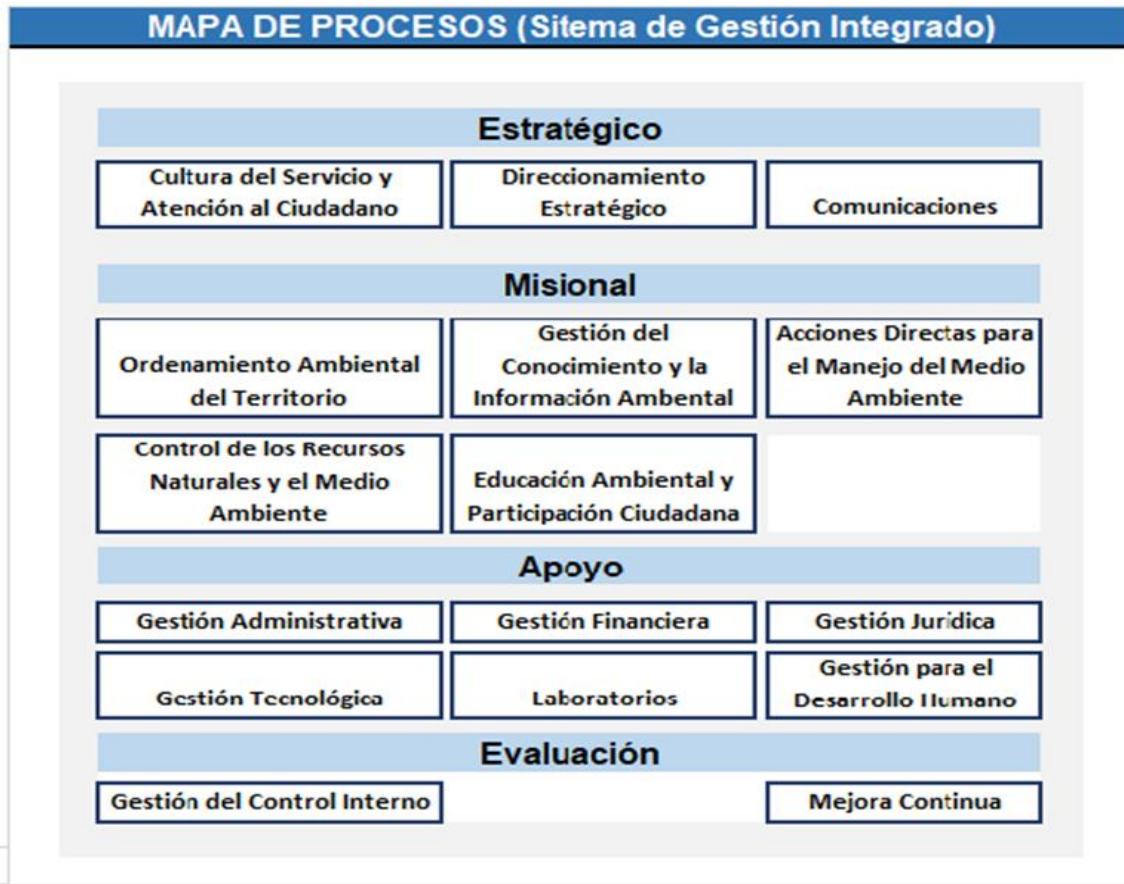 MAPA DE PROCESOS (Sitema de Gestión Integrado)
Estratégico
Cultura del Servicio y
Atención al Ciudadano
Direccionamiento
Estratégico
Comunicaciones
Misional
Ordenamiento Ambiental
del Territorio
Gestión del
Conocimiento y la
Información Ambental
Acciones Directas para
el Manejo del Medio
Ambiente
Control de los Recursos
Naturales y el Medio
Ambiente
Educación Ambiental y
Participación Ciudadana
Apoyo
Gestión Administrativa
Gestión Financiera
Gestión Jurídica
Gestión Tecnológica
Laboratorios
Gestión para el
Desarrollo Humano
Evaluación
Gestión del Control Interno
Mejora Continua